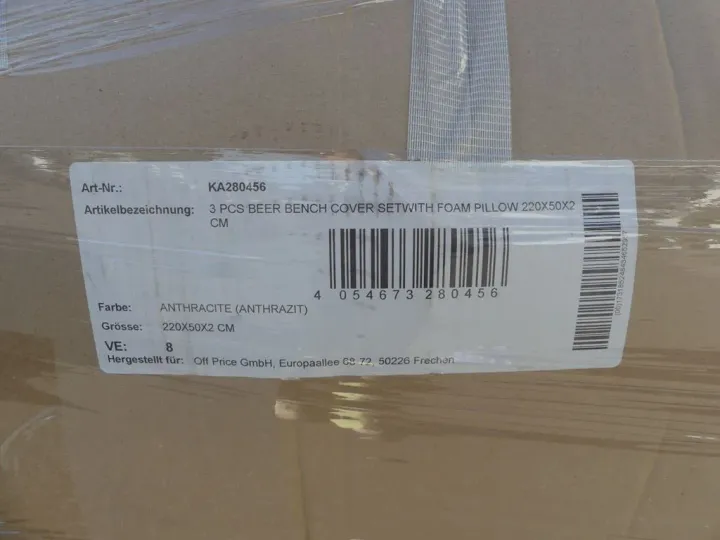 Art-Nr.: KA280456
Artikelbezeichnung: 3 PCS BEER BENCH COVER SETWITH FOAM PILLOW 220X50X2
CM
4 054673 280456
Farbe: ANTHRACITE (ANTHRAZIT)
Grösse: 220X50X2 CM
VE: 8
Hergestellt für: Off Price GmbH, Europaallee 68-72, 50226 Frechen